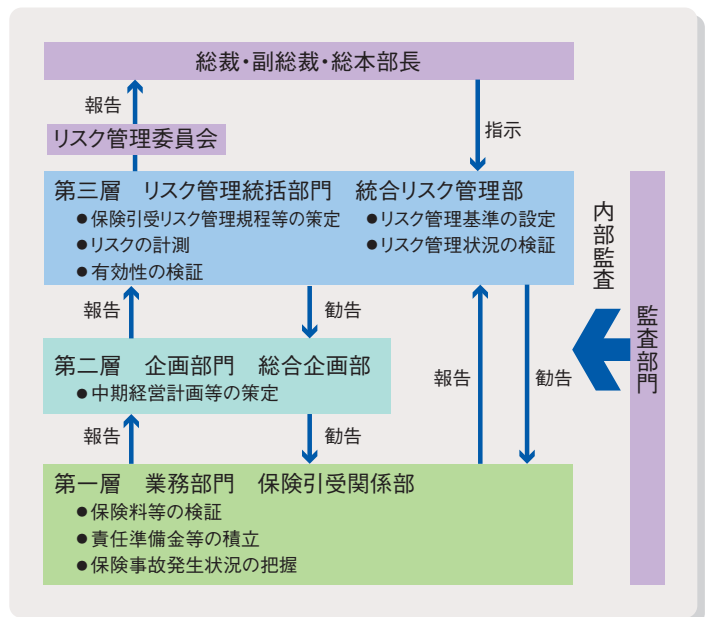 総裁・副総裁・総本部長
報告
指示
リスク管理委員会
第三層 リスク管理統括部門 統合リスク管理部
●保険引受リスク管理規程等の策定 ●リスク管理基準の設定
●リスクの計測 ●リスク管理状況の検証
●有効性の検証
内部監査
監査部門
報告
勧告
第二層 企画部門 総合企画部
●中期経営計画等の策定
報告
勧告
報告
勧告
第一層 業務部門 保険引受関係部
●保険料等の検証
●責任準備金等の積立
●保険事故発生状況の把握